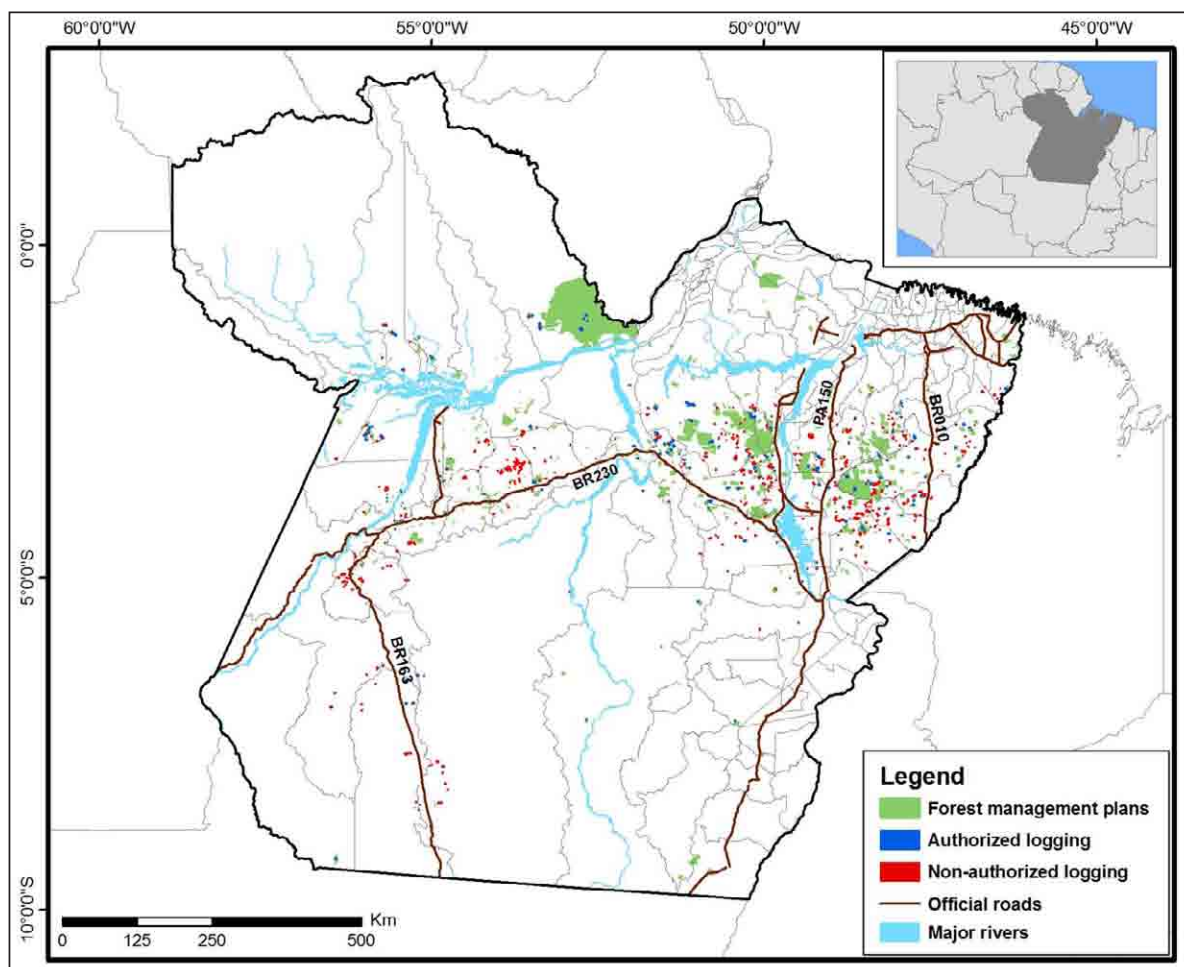 60°0'0"W 55°0'0"W 50°0'0"W 45°0'0"W
0°0'0"
5°0'0"S
10°0'0"S
PA150
BR010
BR230
BR163
Legend
Forest management plans
Authorized logging
Non-authorized logging
Official roads
Major rivers
Km
0 125 250 500